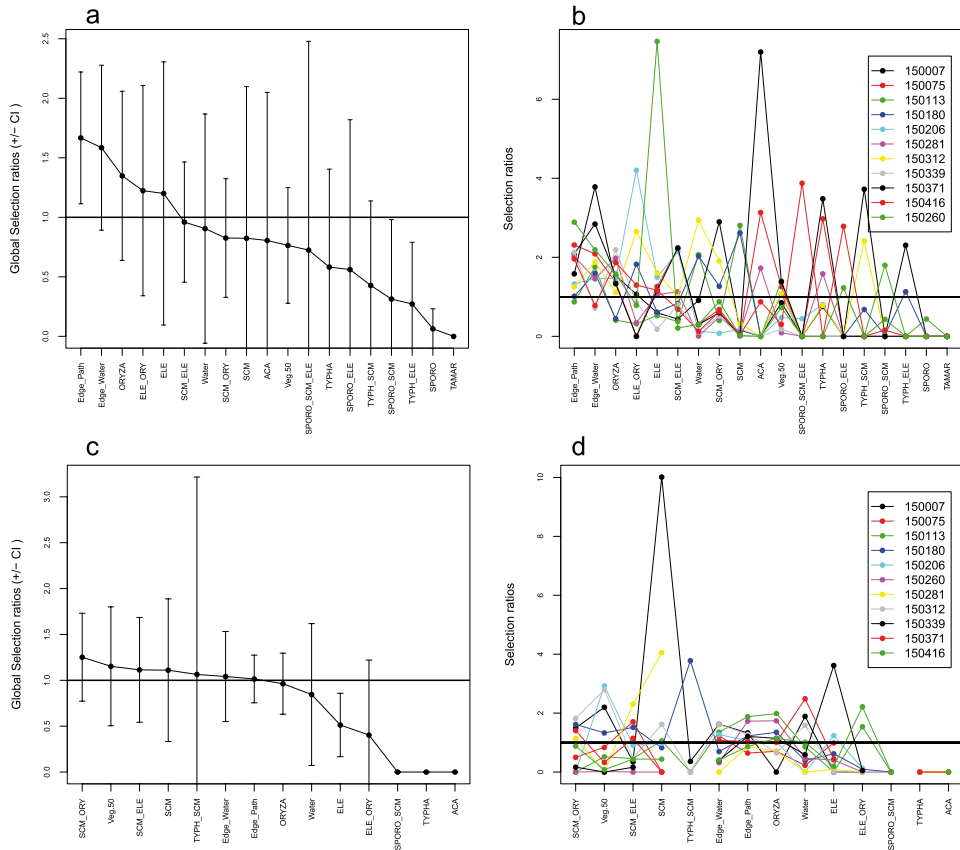 a
Global Selection ratios (+/− CI )
2.5
2.0
1.5
1.0
0.5
0.0
Edge_Path
Edge_Water
ORYZA
ELE_ORY
ELE
SCM_ELE
Water
SCM_ORY
SCM
ACA
Veg.50
SPORO_SCM_ELE
TYPHA
SPORO_ELE
TYPH_SCM
SPORO_SCM
TYPH_ELE
SPORO
TAMAR
b
Selection ratios
6
4
2
0
150007
150075
150113
150180
150206
150281
150312
150339
150371
150416
150260
Edge_Path
Edge_Water
ORYZA
ELE_ORY
ELE
SCM_ELE
Water
SCM_ORY
SCM
ACA
Veg.50
SPORO_SCM_ELE
TYPHA
SPORO_ELE
TYPH_SCM
SPORO_SCM
TYPH_ELE
SPORO
TAMAR
c
Global Selection ratios (+/− CI )
3.0
2.5
2.0
1.5
1.0
0.5
0.0
SCM_ORY
Veg.50
SCM_ELE
SCM
TYPH_SCM
Edge_Water
Edge_Path
ORYZA
Water
ELE
ELE_ORY
SPORO_SCM
TYPHA
ACA
d
Selection ratios
10
8
6
4
2
0
150007
150075
150113
150180
150206
150260
150281
150312
150339
150371
150416
SCM_ORY
Veg.50
SCM_ELE
SCM
TYPH_SCM
Edge_Water
Edge_Path
ORYZA
Water
ELE
ELE_ORY
SPORO_SCM
TYPHA
ACA